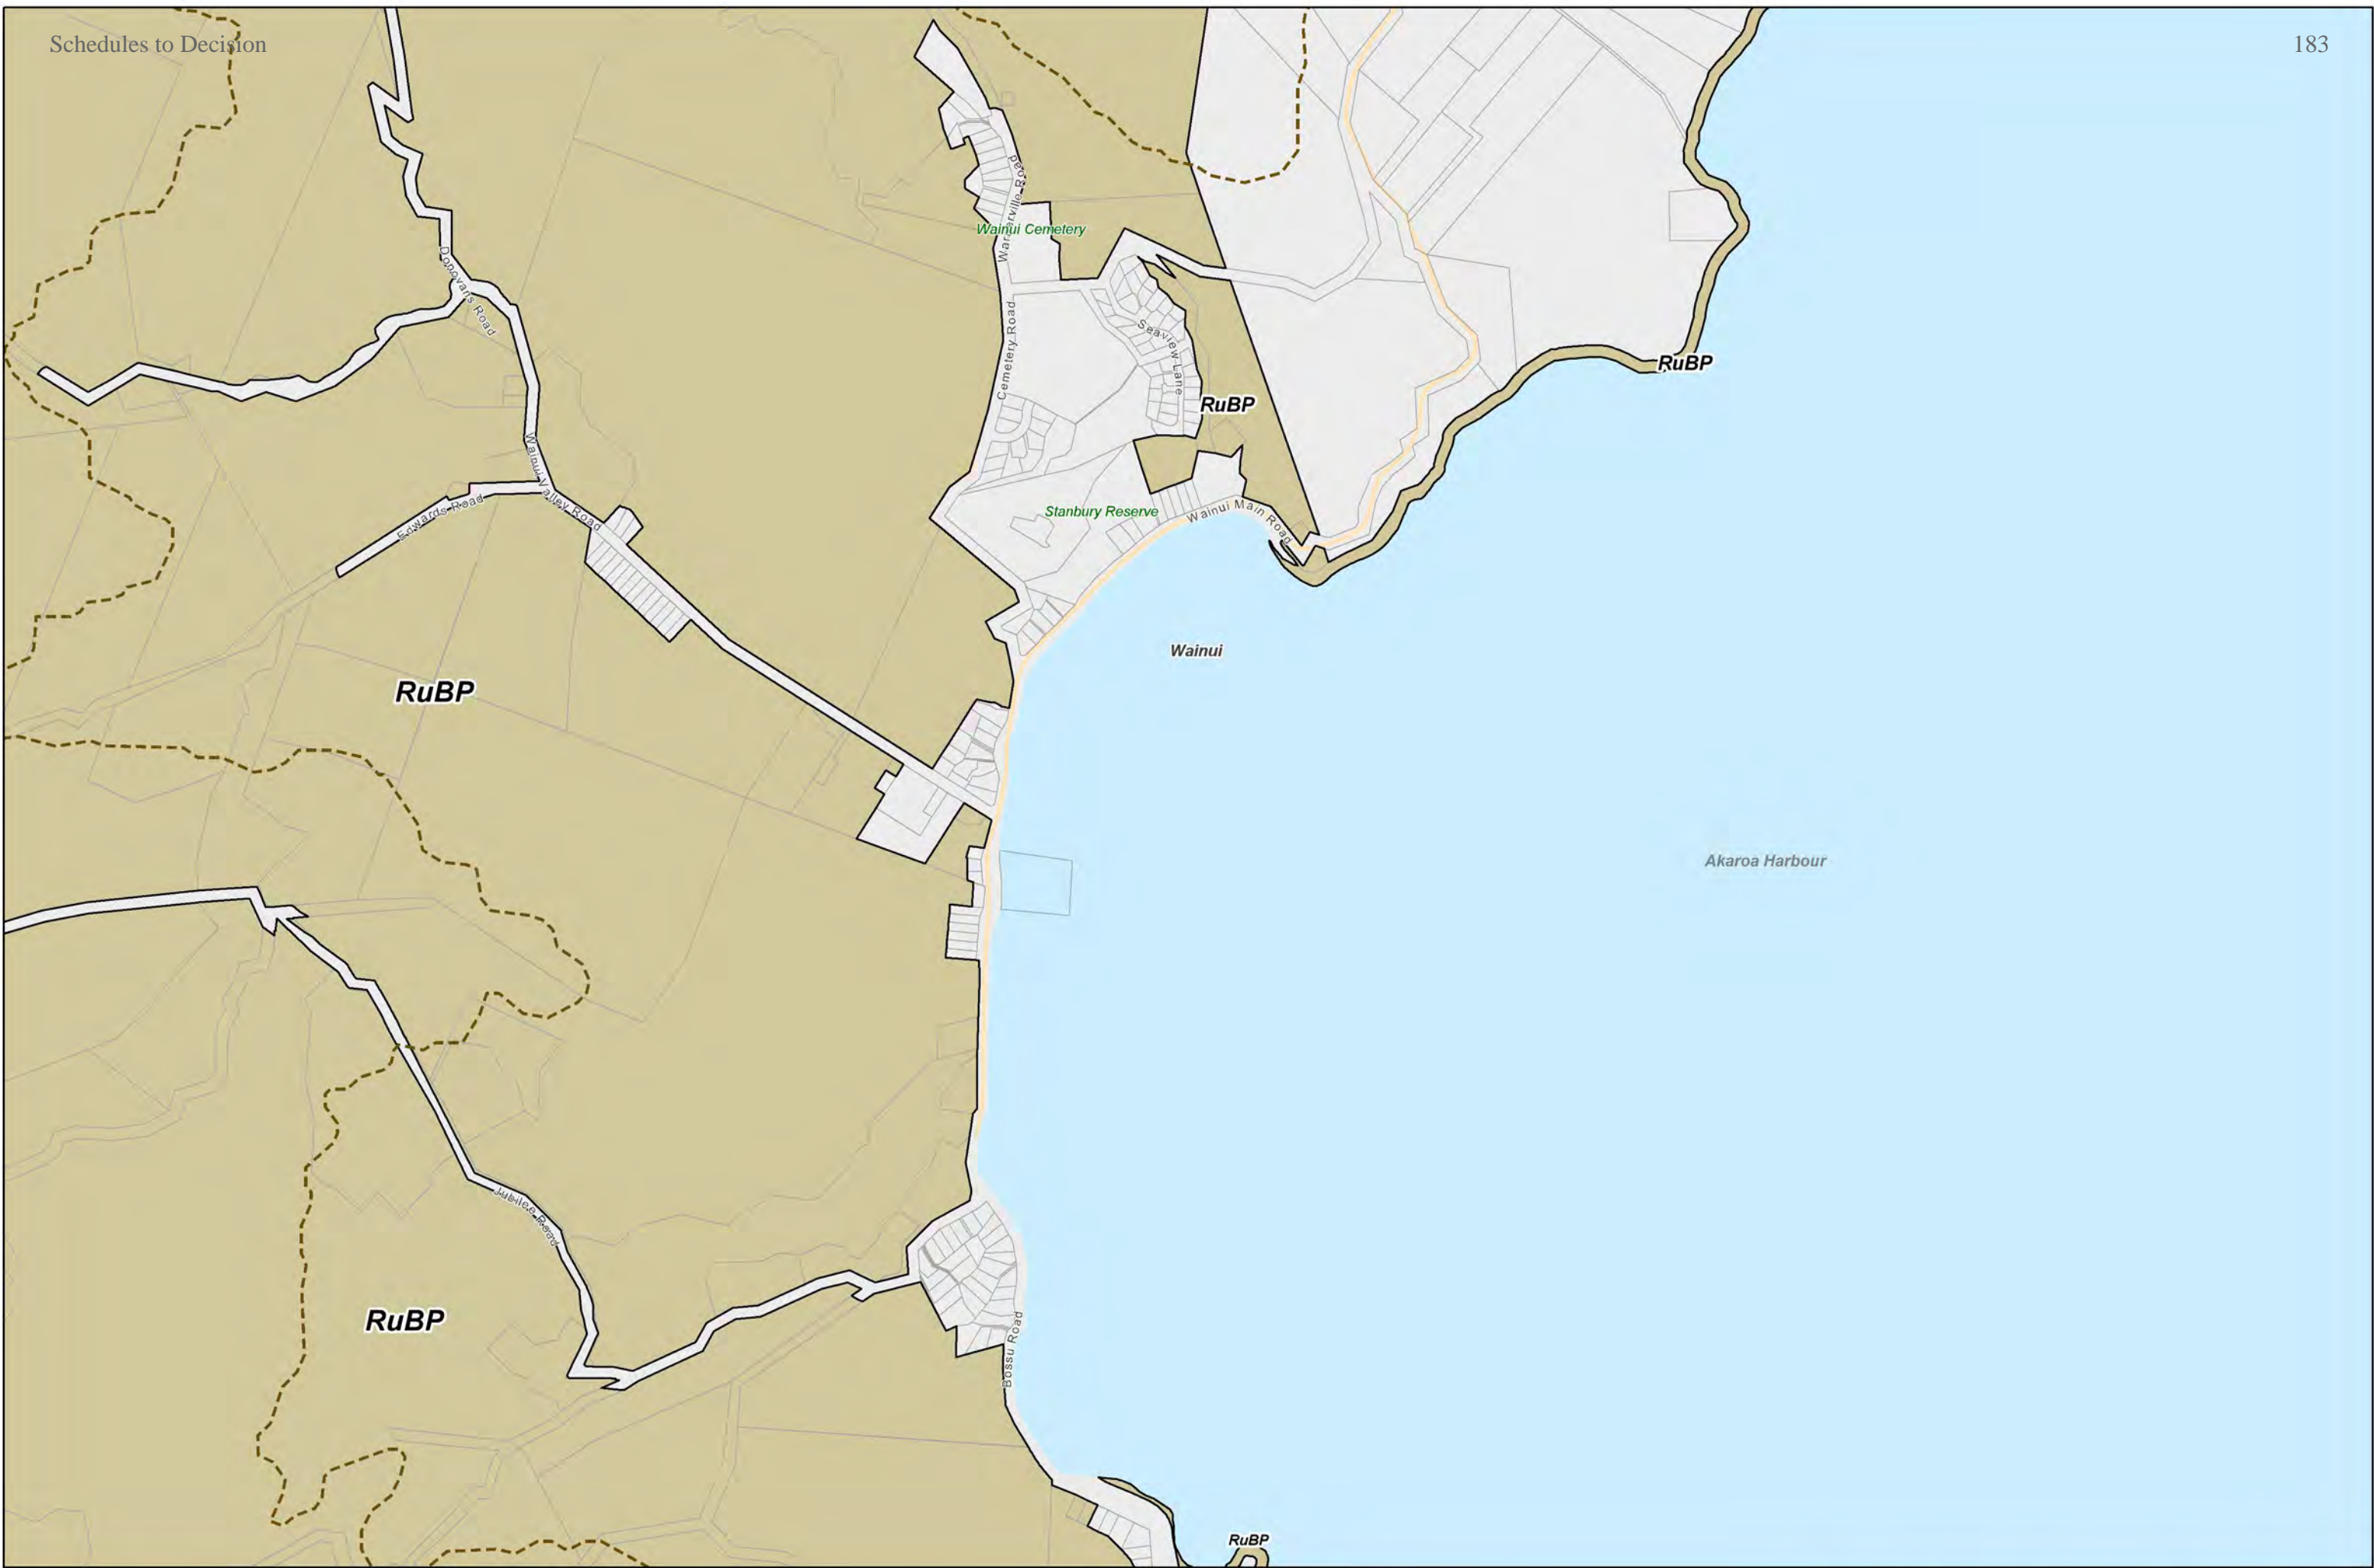 Schedules to Decision
183
Warnerville Road
Wainui Cemetery
Donovans Road
Cemetery Road
Seaview Lane
RuBP
RuBP
Wainui Valley Road
Edwards Road
Stanbury Reserve
Wainui Main Road
Wainui
RuBP
Akaroa Harbour
Jubilee Road
RuBP
Bossu Road
RuBP